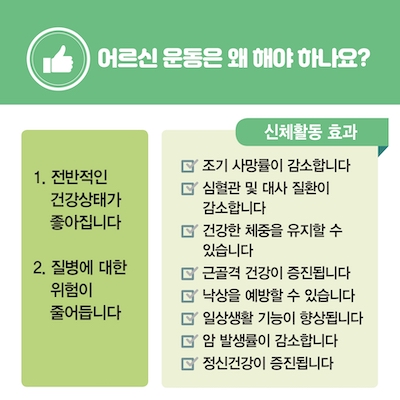 어르신 운동은 왜 해야 하나요?
1. 전반적인
건강상태가
좋아집니다
2. 질병에 대한
위험이
줄어듭니다
신체활동 효과
조기 사망률이 감소합니다
심혈관 및 대사 질환이
감소합니다
건강한 체중을 유지할 수
있습니다
근골격 건강이 증진됩니다
낙상을 예방할 수 있습니다
일상생활 기능이 향상됩니다
암 발생률이 감소합니다
정신건강이 증진됩니다